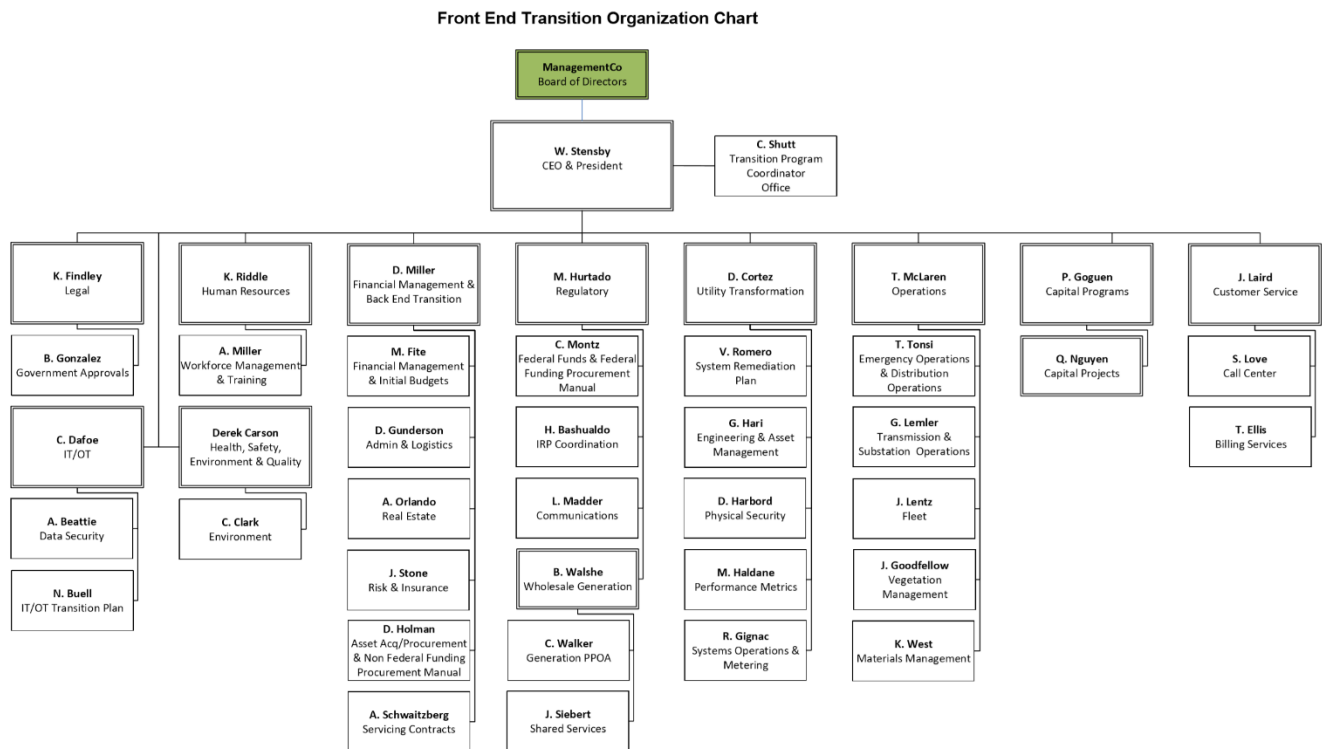 Front End Transition Organization Chart
ManagementCo
Board of Directors
W. Stensby
CEO & President
C. Shutt
Transition Program
Coordinator
Office
K. Findley
Legal
K. Riddle
Human Resources
D. Miller
Financial Management &
Back End Transition
M. Hurtado
Regulatory
D. Cortez
Utility Transformation
T. McLaren
Operations
P. Goguen
Capital Programs
J. Laird
Customer Service
B. Gonzalez
Government Approvals
A. Miller
Workforce Management
& Training
M. Fite
Financial Management
& Initial Budgets
C. Montz
Federal Funds & Federal
Funding Procurement
Manual
V. Romero
System Remediation
Plan
T. Tonsi
Emergency Operations
& Distribution
Operations
Q. Nguyen
Capital Projects
S. Love
Call Center
C. Dafoe
IT/OT
Derek Carson
Health, Safety,
Environment & Quality
D. Gunderson
Admin & Logistics
H. Bashualdo
IRP Coordination
G. Hari
Engineering & Asset
Management
G. Lemler
Transmission &
Substation Operations
T. Ellis
Billing Services
A. Beattie
Data Security
C. Clark
Environment
A. Orlando
Real Estate
L. Madder
Communications
D. Harbord
Physical Security
J. Lentz
Fleet
N. Buell
IT/OT Transition Plan
J. Stone
Risk & Insurance
B. Walshe
Wholesale Generation
M. Haldane
Performance Metrics
J. Goodfellow
Vegetation
Management
D. Holman
Asset Acq/Procurement
& Non Federal Funding
Procurement Manual
C. Walker
Generation PPOA
R. Gignac
Systems Operations &
Metering
K. West
Materials Management
A. Schwaitzberg
Servicing Contracts
J. Siebert
Shared Services